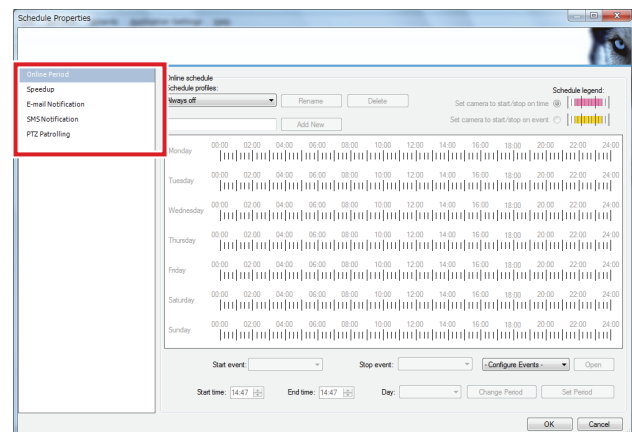 Schedule Properties
Online Period
Speedup
E-mail Notification
SMS Notification
PTZ Patrolling
Online schedule
Schedule profiles:
Always off
Rename
Delete
Add New
Schedule legend:
Set camera to start/stop on time
Set camera to start/stop on event
Monday 00:00 02:00 04:00 06:00 08:00 10:00 12:00 14:00 16:00 18:00 20:00 22:00 24:00
Tuesday 00:00 02:00 04:00 06:00 08:00 10:00 12:00 14:00 16:00 18:00 20:00 22:00 24:00
Wednesday 00:00 02:00 04:00 06:00 08:00 10:00 12:00 14:00 16:00 18:00 20:00 22:00 24:00
Thursday 00:00 02:00 04:00 06:00 08:00 10:00 12:00 14:00 16:00 18:00 20:00 22:00 24:00
Friday 00:00 02:00 04:00 06:00 08:00 10:00 12:00 14:00 16:00 18:00 20:00 22:00 24:00
Saturday 00:00 02:00 04:00 06:00 08:00 10:00 12:00 14:00 16:00 18:00 20:00 22:00 24:00
Sunday 00:00 02:00 04:00 06:00 08:00 10:00 12:00 14:00 16:00 18:00 20:00 22:00 24:00
Start event: Stop event: - Configure Events - Open
Start time: 14:47 End time: 14:47 Day: Change Period Set Period
OK Cancel